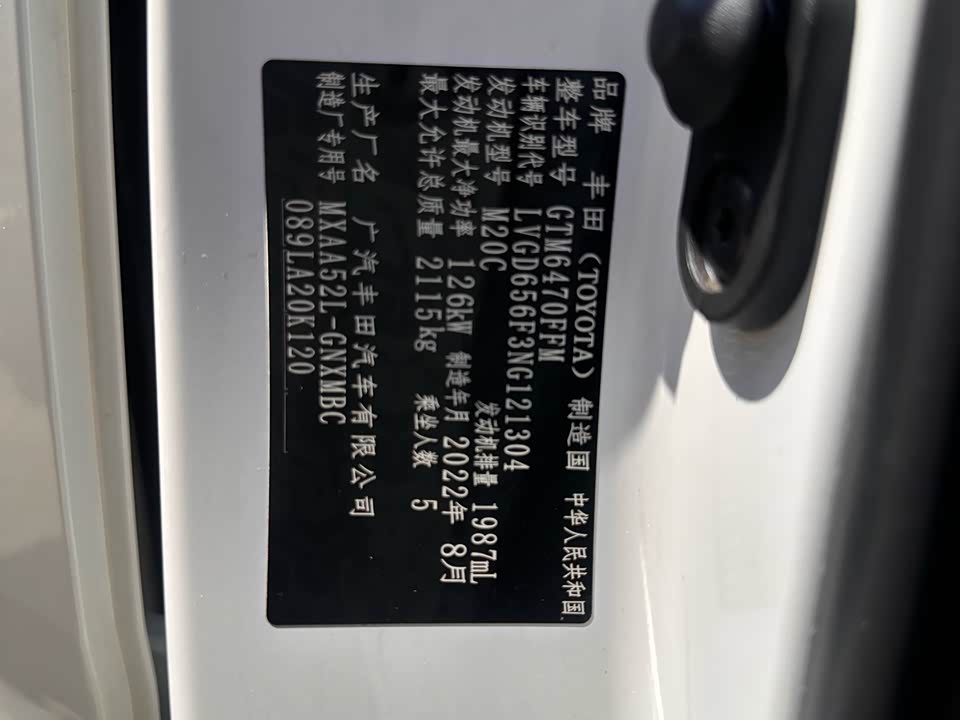 品牌 丰田(TOYOTA) 制造国 中华人民共和国
整车型号 GTM6470FFM
车辆识别代号 LVGD656F3NG121304
发动机型号 M20C 发动机排量 1987mL
发动机最大净功率 126kW 制造年月 2022年 8月
最大允许总质量 2115kg 乘坐人数 5
生产厂名 广汽丰田汽车有限公司
制造厂专用号 MXAA52L-GNXMBC
089LA20K120